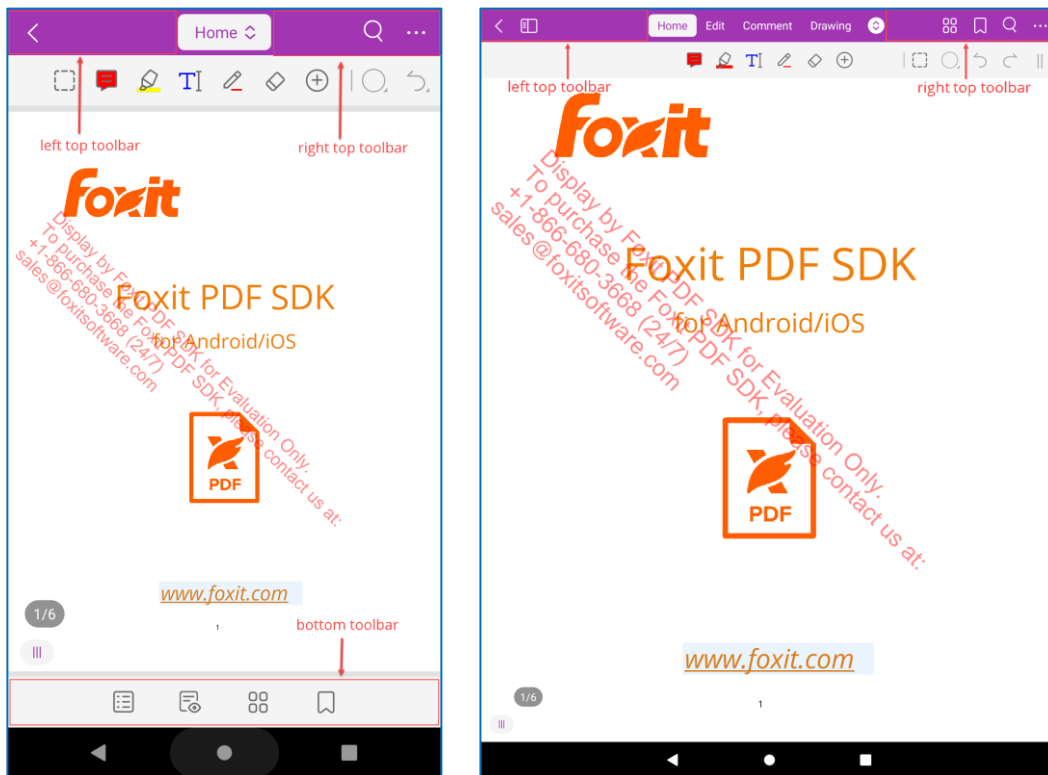 Home
left top toolbar
right top toolbar
foxit
Display by Foxit PDF SDK for Evaluation Only.
To purchase the Foxit PDF SDK, please contact us at:
+1-866-680-3668 (24/7)
sales@foxitsoftware.com
Foxit PDF SDK
for Android/iOS
PDF
www.foxit.com
1/6
1
bottom toolbar
Home Edit Comment Drawing
T
left top toolbar
right top toolbar
foxit
Display by Foxit PDF SDK for Evaluation Only.
To purchase the Foxit PDF SDK, please contact us at:
+1-866-680-3668 (24/7)
sales@foxitsoftware.com
Foxit PDF SDK
for Android/iOS
PDF
www.foxit.com
1/6
1